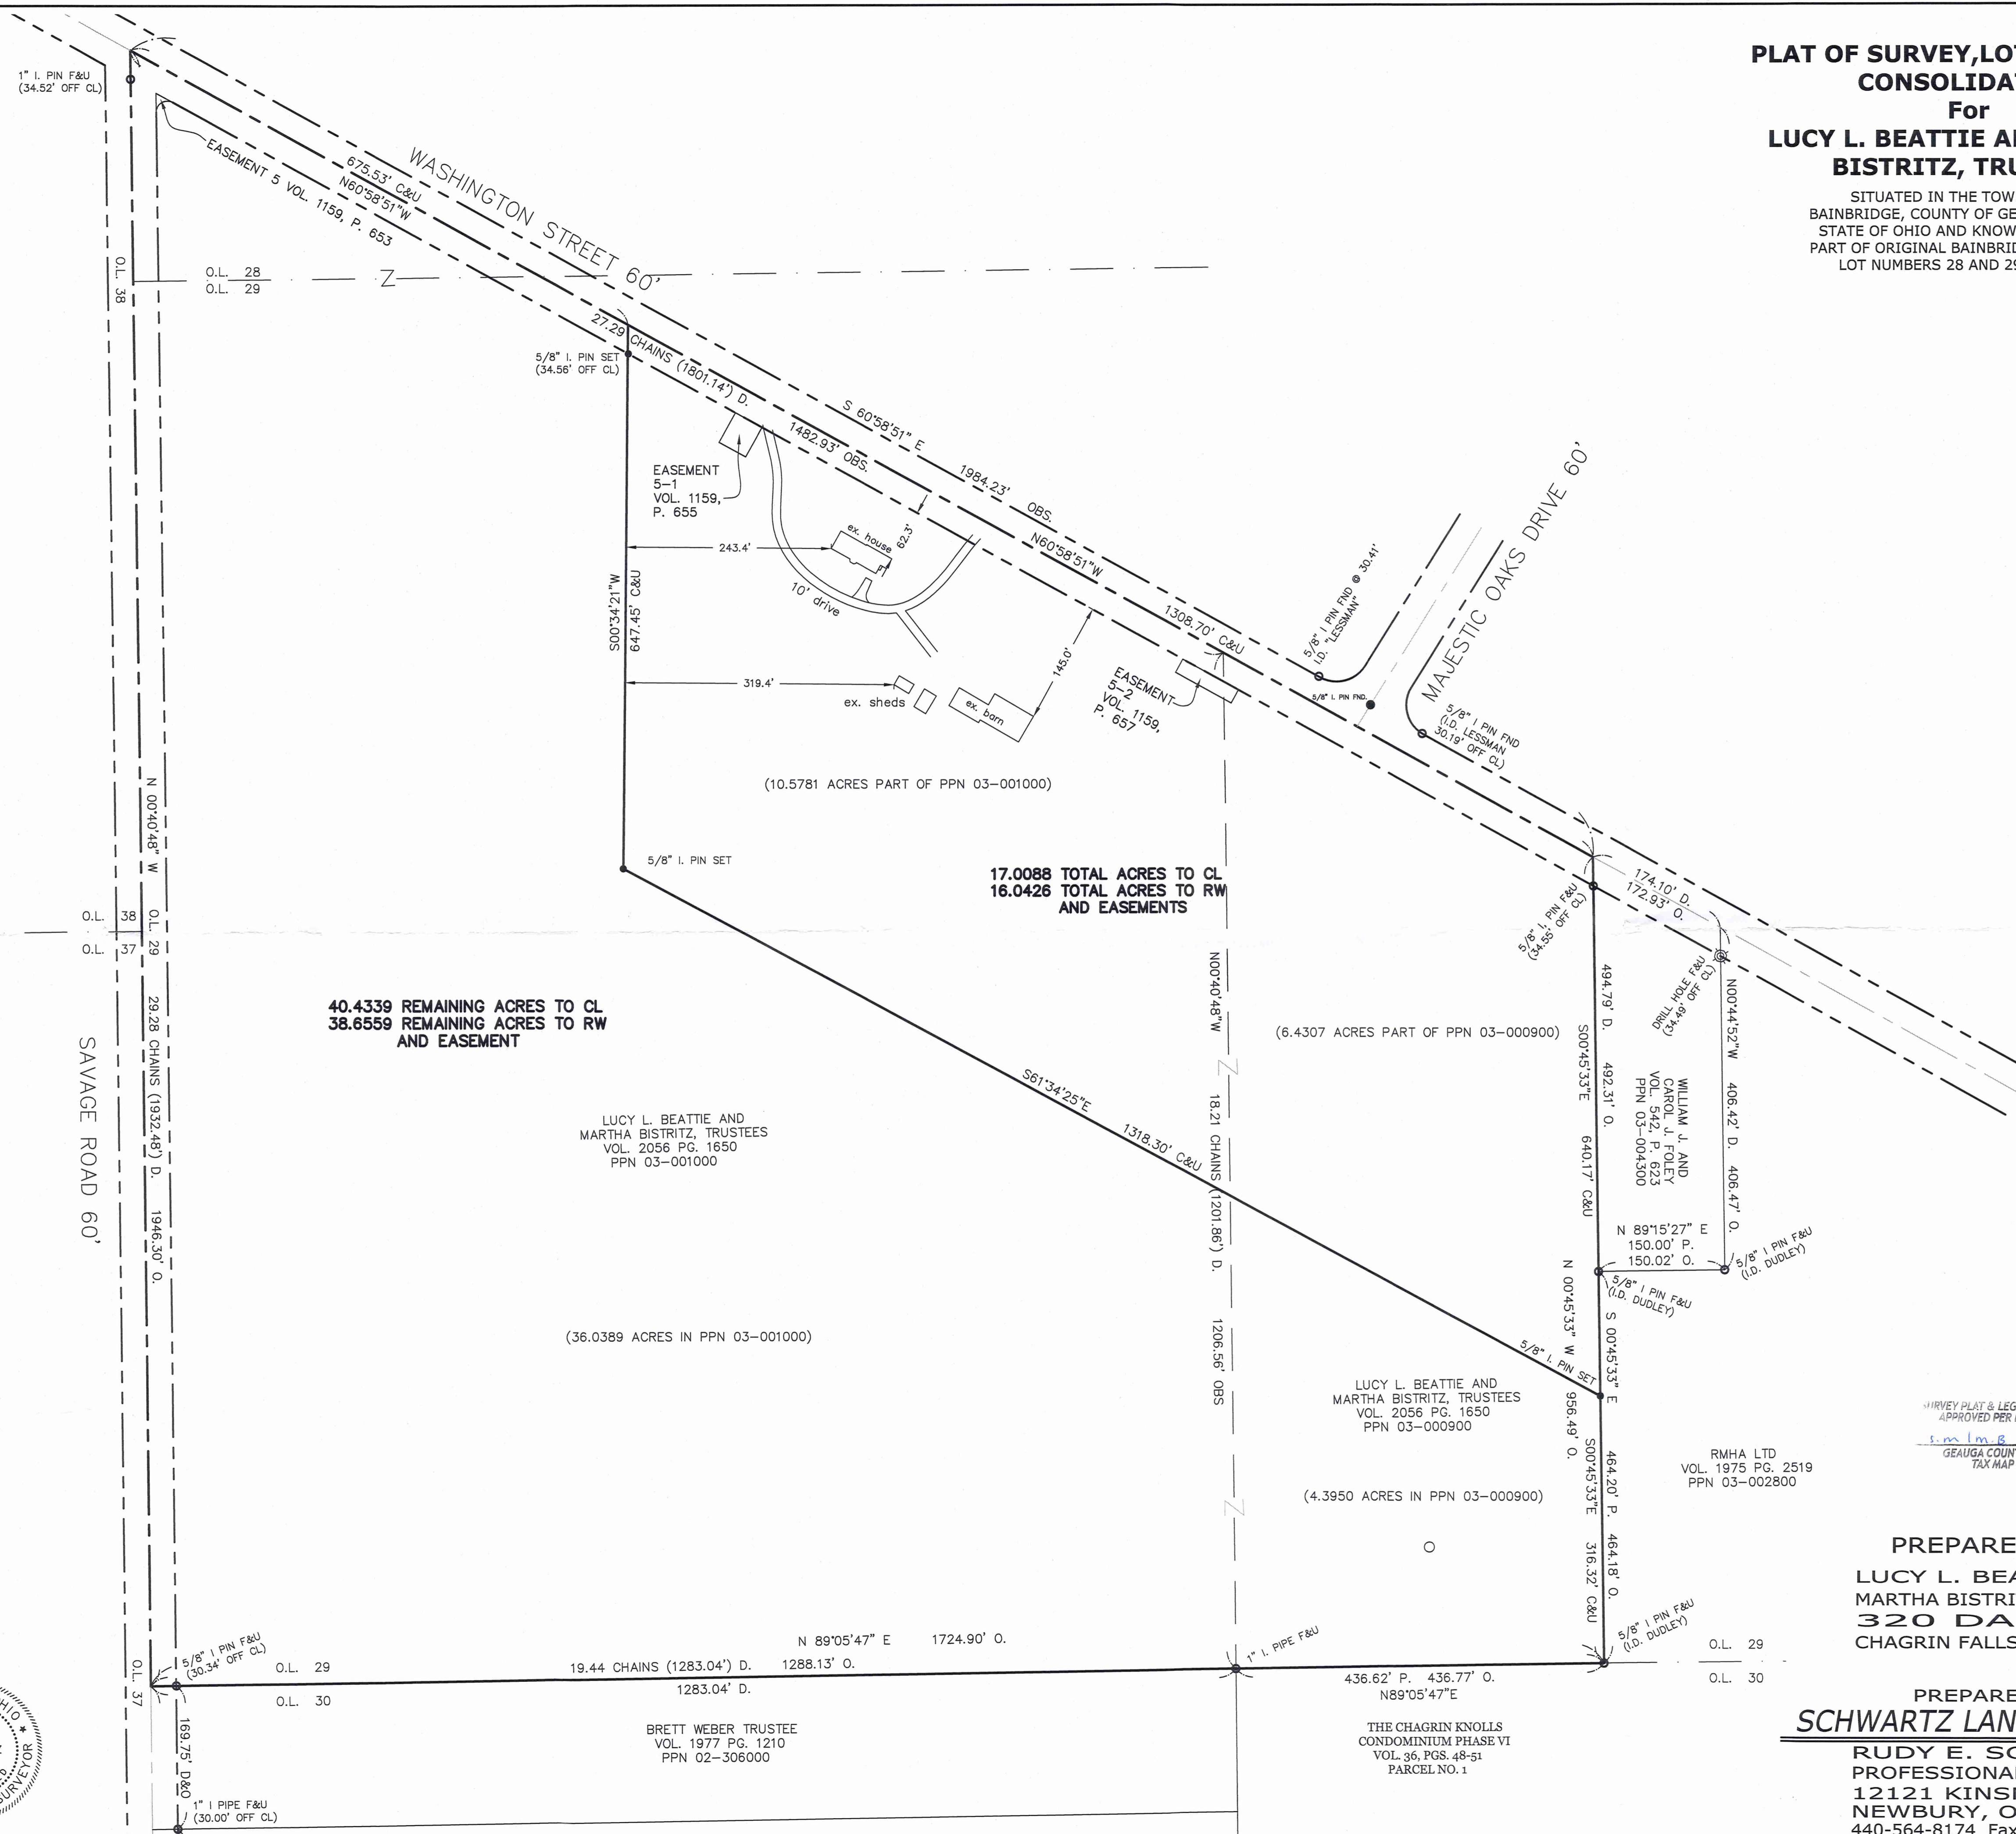 PLAT OF SURVEY,LOT
CONSOLIDA
For
LUCY L. BEATTIE A
BISTRITZ, TRU
SITUATED IN THE TOW
BAINBRIDGE, COUNTY OF GE
STATE OF OHIO AND KNOW
PART OF ORIGINAL BAINBRID
LOT NUMBERS 28 AND 29
1" I. PIN F&U
(34.52' OFF CL)
EASEMENT 5 VOL. 1159, P. 653
675.53' C&U
N60°58'51"W
WASHINGTON STREET 60'
O.L. 38
O.L. 28
O.L. 29
Z
27.29 CHAINS (1801.14') D.
1482.93' OBS.
5/8" I. PIN SET
(34.56' OFF CL)
S 60°58'51" E 1984.23' OBS.
N60°58'51"W
1308.70' C&U
EASEMENT
5-1
VOL. 1159,
P. 655
ex. house
62.3'
243.4'
10' drive
S00°34'21"W
647.45' C&U
319.4'
ex. sheds
ex. barn
145.0'
EASEMENT
5-2
VOL. 1159,
P. 657
5/8" I PIN FND @ 30.41'
I.D. "LESSMAN"
5/8" I. PIN FND.
MAJESTIC OAKS DRIVE 60'
5/8" I PIN FND
(I.D. LESSMAN
30.19' OFF CL)
(10.5781 ACRES PART OF PPN 03-001000)
5/8" I. PIN SET
17.0088 TOTAL ACRES TO CL
16.0426 TOTAL ACRES TO RW
AND EASEMENTS
174.10' D.
172.93' O.
5/8" I. PIN F&U
(34.55' OFF CL)
DRILL HOLE F&U
(34.49' OFF CL)
N 00°40'48" W O.L. 29 29.28 CHAINS (1932.48') D. 1946.30' O.
O.L. 38
O.L. 37
SAVAGE ROAD 60'
40.4339 REMAINING ACRES TO CL
38.6559 REMAINING ACRES TO RW
AND EASEMENT
N00°40'48"W Z 18.21 CHAINS (1201.86') D. 1206.56' OBS
(6.4307 ACRES PART OF PPN 03-000900)
494.79' D. 492.31' O.
S00°45'33"E 640.17' C&U
WILLIAM J. AND
CAROL J. FOLEY
VOL. 542, P. 623
PPN 03-004300
N00°44'52"W 406.42' D. 406.47' O.
S61°34'25"E 1318.30' C&U
LUCY L. BEATTIE AND
MARTHA BISTRITZ, TRUSTEES
VOL. 2056 PG. 1650
PPN 03-001000
N 89°15'27" E
150.00' P.
150.02' O.
5/8" I PIN F&U
(I.D. DUDLEY)
5/8" I PIN F&U
(I.D. DUDLEY)
(36.0389 ACRES IN PPN 03-001000)
5/8" I. PIN SET
N 00°45'33" W 956.49' O.
S 00°45'33" E 464.20' P. 464.18' O.
S00°45'33"E 316.32' C&U
LUCY L. BEATTIE AND
MARTHA BISTRITZ, TRUSTEES
VOL. 2056 PG. 1650
PPN 03-000900
(4.3950 ACRES IN PPN 03-000900)
Z
RMHA LTD
VOL. 1975 PG. 2519
PPN 03-002800
URVEY PLAT & LEG
APPROVED PER
GEAUGA COUN
TAX MAP
5/8" I PIN F&U
(I.D. DUDLEY)
O.L. 29
O.L. 30
5/8" I PIN F&U
(30.34' OFF CL)
O.L. 37
O.L. 29
O.L. 30
N 89°05'47" E 1724.90' O.
19.44 CHAINS (1283.04') D. 1288.13' O.
1283.04' D.
1" I. PIPE F&U
436.62' P. 436.77' O.
N89°05'47"E
BRETT WEBER TRUSTEE
VOL. 1977 PG. 1210
PPN 02-306000
THE CHAGRIN KNOLLS
CONDOMINIUM PHASE VI
VOL. 36, PGS. 48-51
PARCEL NO. 1
169.75' D&O
1" I PIPE F&U
(30.00' OFF CL)
SURVEYOR
PREPARE
LUCY L. BEA
MARTHA BISTRI
320 DA
CHAGRIN FALLS
PREPARE
SCHWARTZ LAN
RUDY E. SC
PROFESSIONA
12121 KINS
NEWBURY, O
440-564-8174 Fax